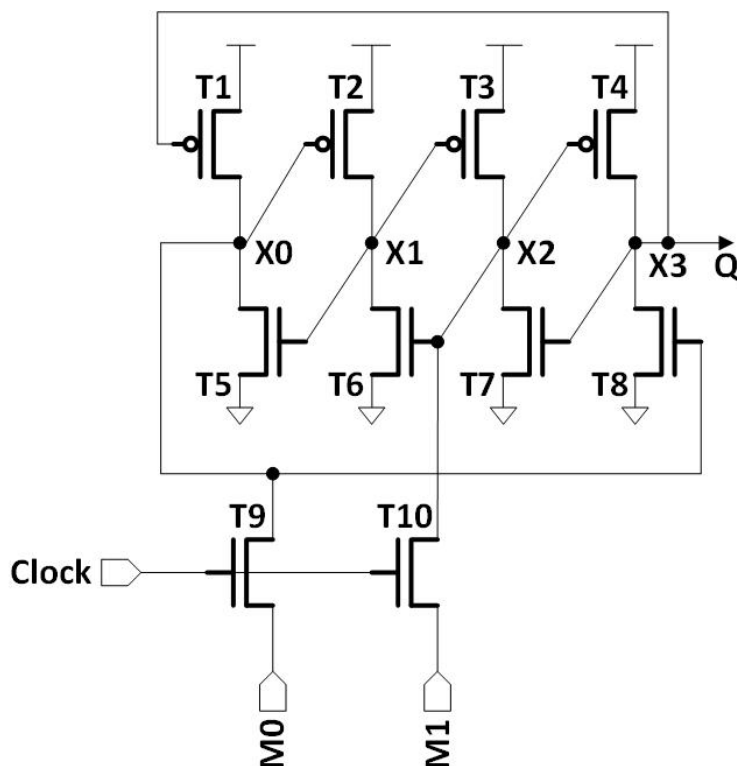 T1 T2 T3 T4
X0 X1 X2 X3 Q
T5 T6 T7 T8
T9 T10
Clock
M0 M1